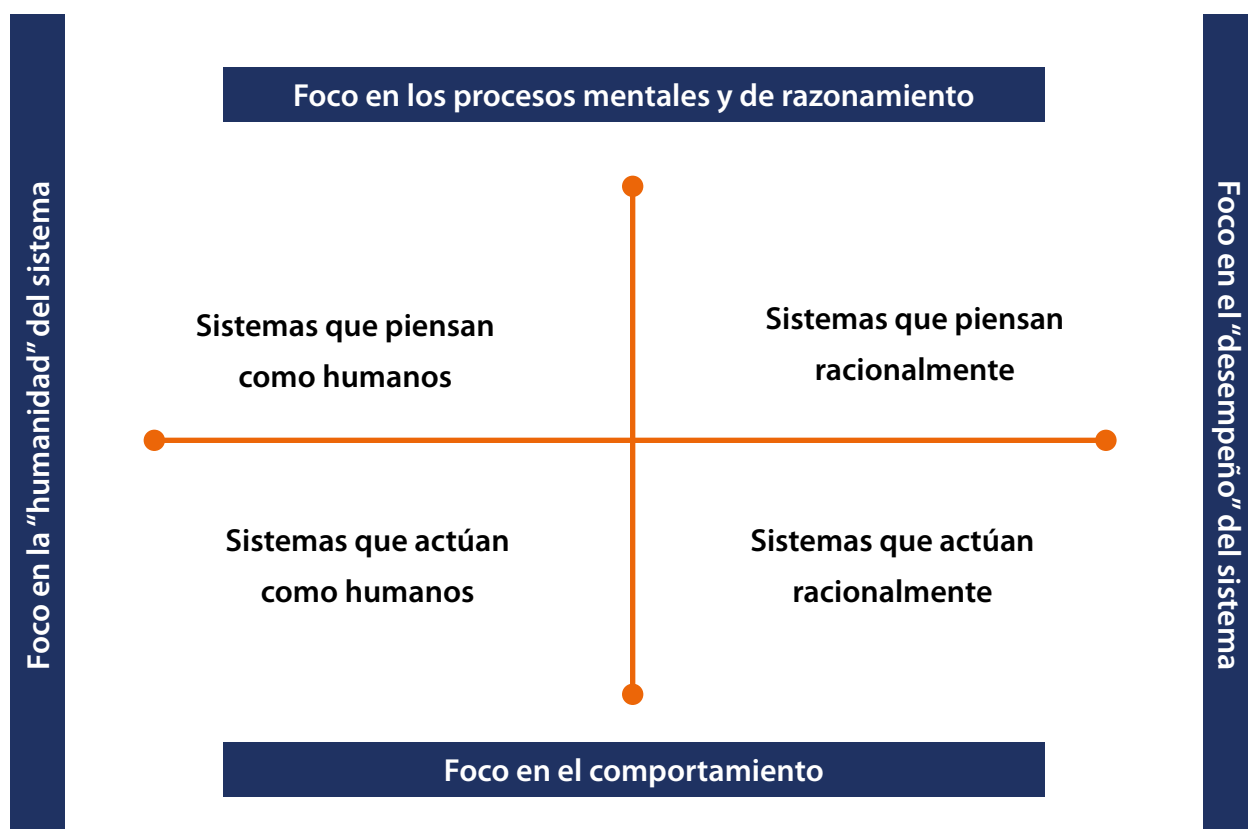 Foco en los procesos mentales y de razonamiento
Foco en la “humanidad” del sistema
Foco en el “desempeño” del sistema
Sistemas que piensan
como humanos
Sistemas que piensan
racionalmente
Sistemas que actúan
como humanos
Sistemas que actúan
racionalmente
Foco en el comportamiento